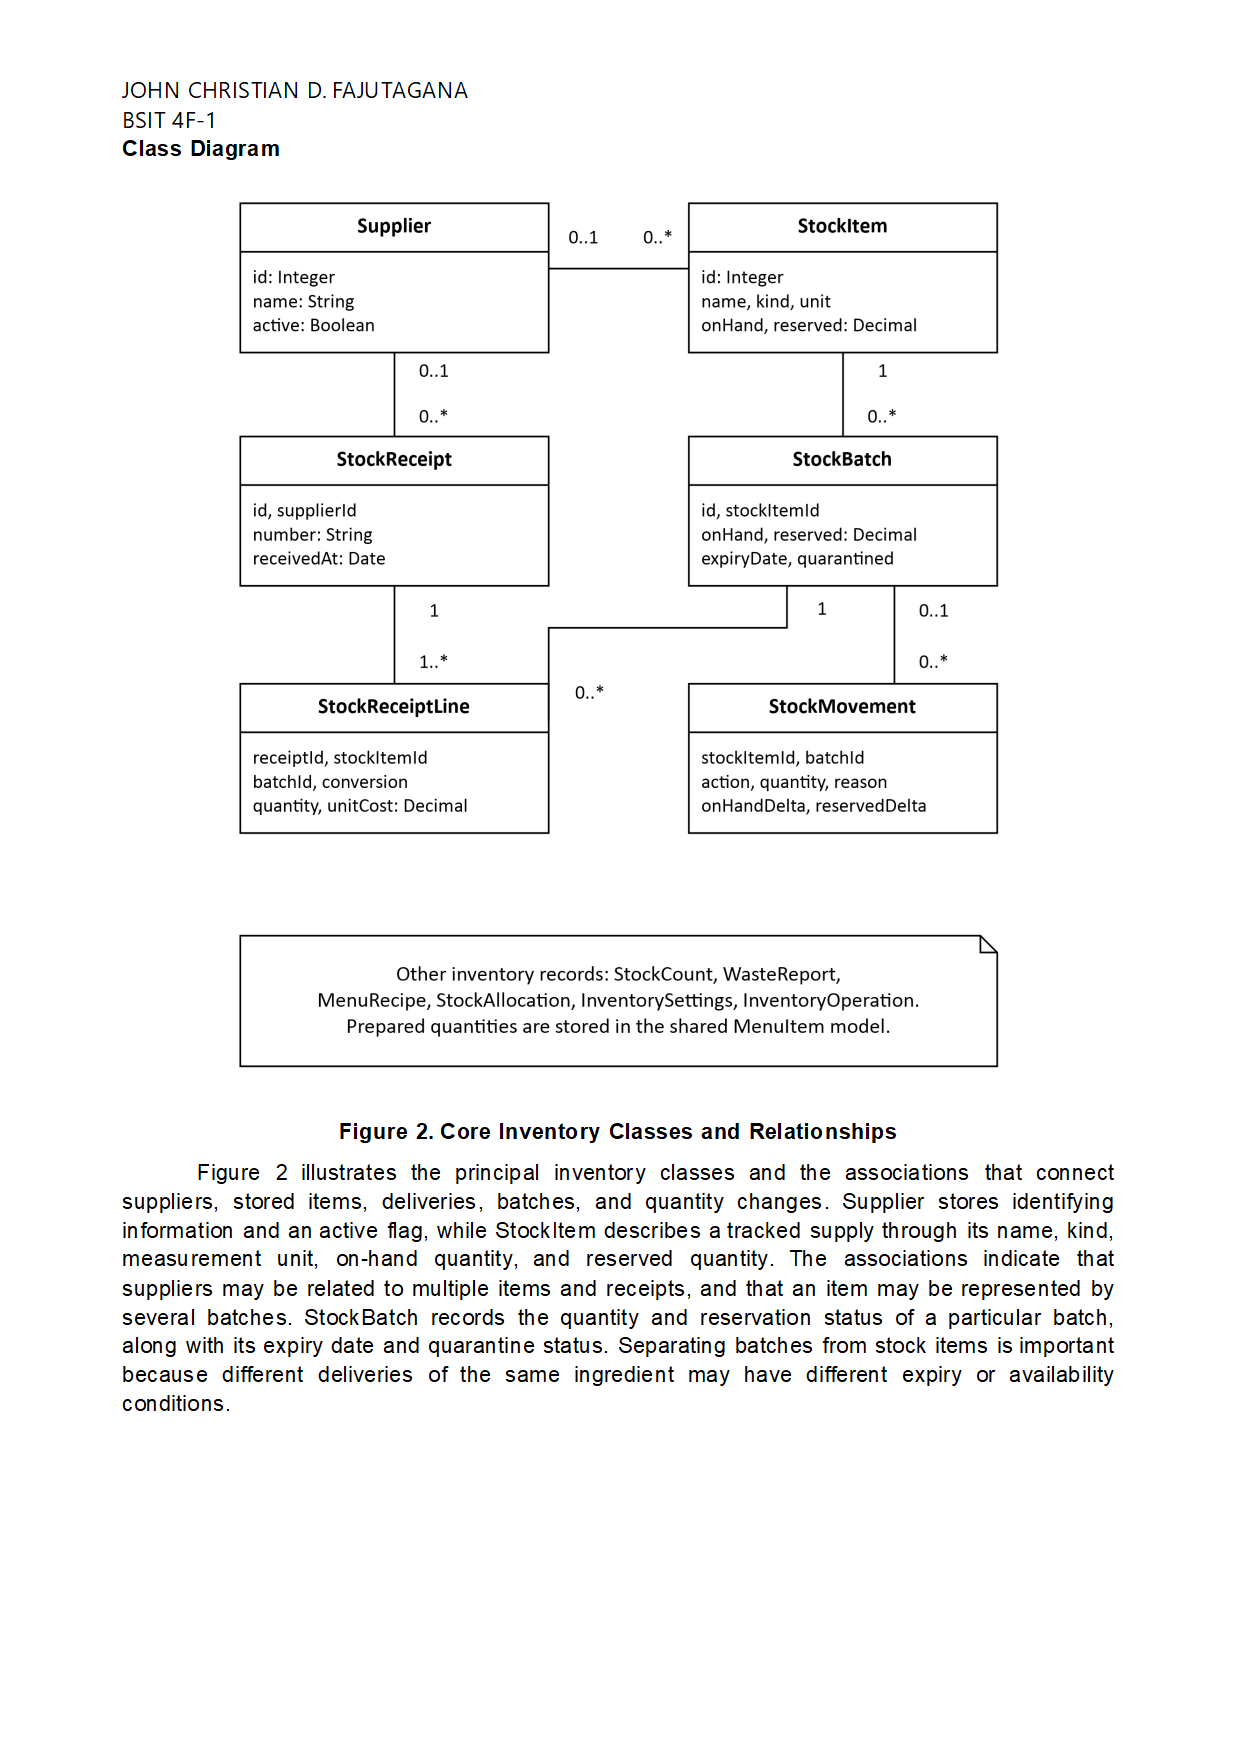 JOHN CHRISTIAN D. FAJUTAGANA
BSIT 4F-1
Class Diagram
Supplier
id: Integer
name: String
active: Boolean
0..1
0..*
StockItem
id: Integer
name, kind, unit
onHand, reserved: Decimal
0..1
0..*
1
0..*
StockReceipt
id, supplierId
number: String
receivedAt: Date
StockBatch
id, stockItemId
onHand, reserved: Decimal
expiryDate, quarantined
1
1..*
1
0..*
0..1
0..*
StockReceiptLine
receiptId, stockItemId
batchId, conversion
quantity, unitCost: Decimal
StockMovement
stockItemId, batchId
action, quantity, reason
onHandDelta, reservedDelta
Other inventory records: StockCount, WasteReport,
MenuRecipe, StockAllocation, InventorySettings, InventoryOperation.
Prepared quantities are stored in the shared MenuItem model.
Figure 2. Core Inventory Classes and Relationships
Figure 2 illustrates the principal inventory classes and the associations that connect
suppliers, stored items, deliveries, batches, and quantity changes. Supplier stores identifying
information and an active flag, while StockItem describes a tracked supply through its name, kind,
measurement unit, on-hand quantity, and reserved quantity. The associations indicate that
suppliers may be related to multiple items and receipts, and that an item may be represented by
several batches. StockBatch records the quantity and reservation status of a particular batch,
along with its expiry date and quarantine status. Separating batches from stock items is important
because different deliveries of the same ingredient may have different expiry or availability
conditions.